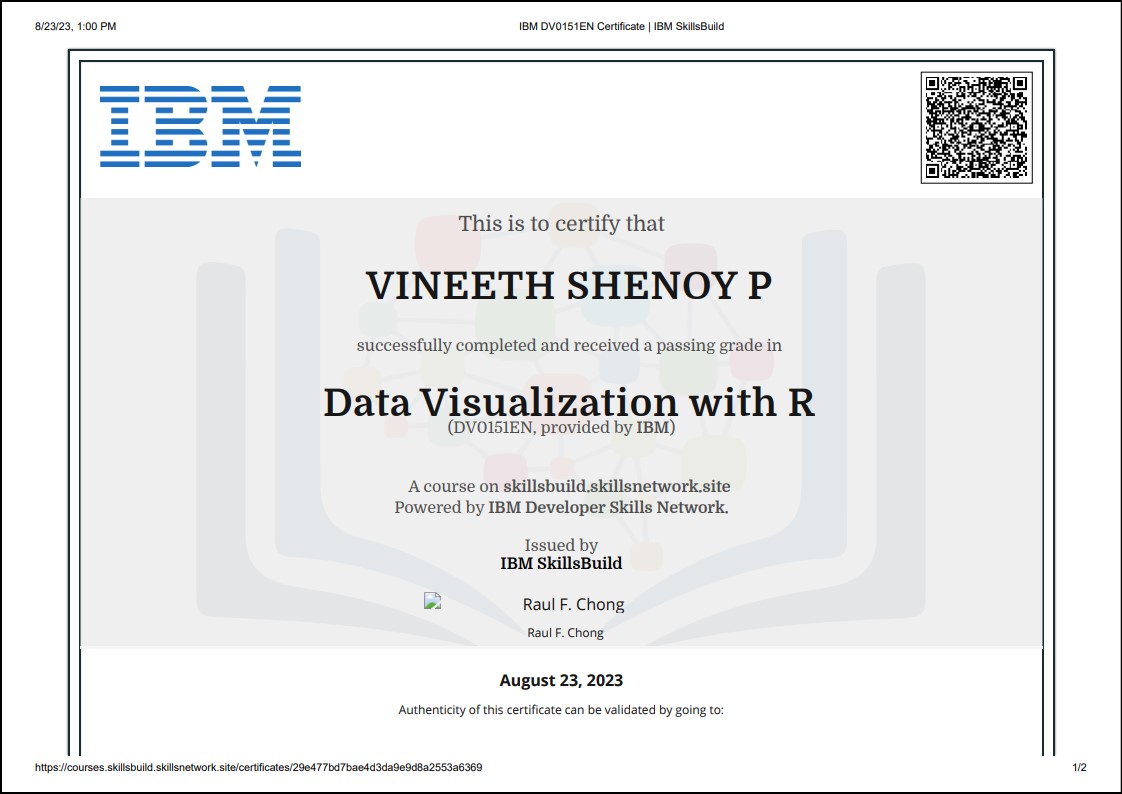 8/23/23, 1:00 PM
IBM DV0151EN Certificate | IBM SkillsBuild
IBM
This is to certify that
VINEETH SHENOY P
successfully completed and received a passing grade in
Data Visualization with R
(DV0151EN, provided by IBM)
A course on skillsbuild.skillsnetwork.site
Powered by IBM Developer Skills Network.
Issued by
IBM SkillsBuild
Raul F. Chong
Raul F. Chong
August 23, 2023
Authenticity of this certificate can be validated by going to:
https://courses.skillsbuild.skillsnetwork.site/certificates/29e477bd7bae4d3da9e9d8a2553a6369
1/2